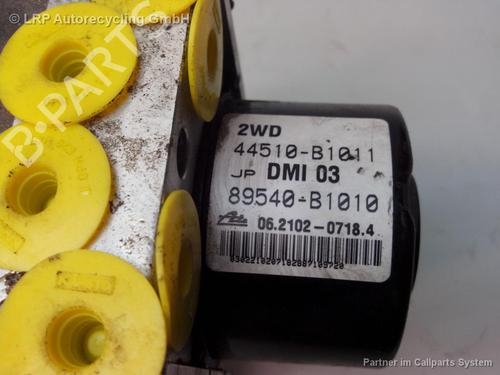 © LRP Autorecycling GmbH
B-PARTS
2WD
44510-B1011
JP DMI 03
89540-B1010
Ate 06.2102-0718.4
Partner im Callparts System